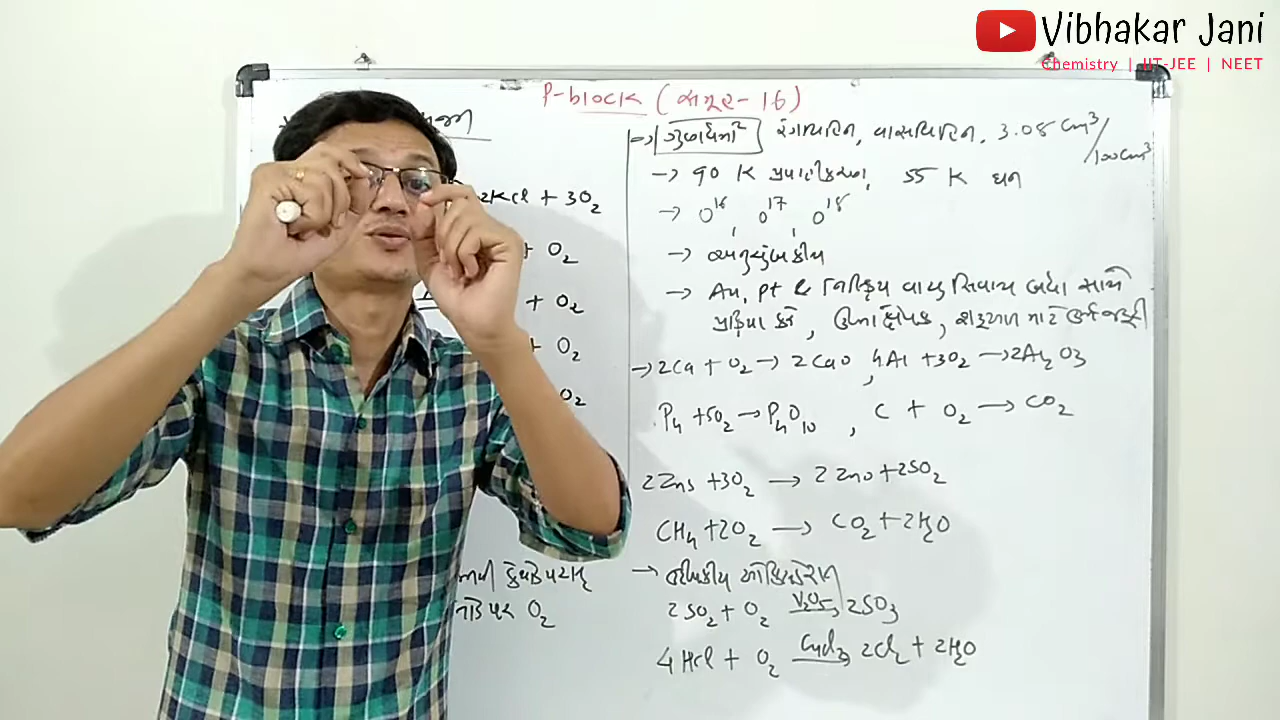 Vibhakar Jani
Chemistry | IIT-JEE | NEET
P-block (સમૂહ-16)
2KCl + 3O₂
+ O₂
+ O₂
+ O₂
O₂
O₂
→ ગુણધર્મો રંગવિહિન, વાસવિહિન, 3.08 cm³/100cm³
→ 90 K પ્રવાહીકરણ, 55 K ઘન
→ O¹⁶, O¹⁷, O¹⁸
→ અનુચુંબકીય
→ Au, Pt & નિષ્ક્રિય વાયુ સિવાય બધા સાથે
પ્રક્રિયા કરે, ઉષ્માક્ષેપક, શરૂઆત માટે ઉર્જા જરૂરી
→ 2Ca + O₂ → 2CaO, 4Al + 3O₂ → 2Al₂O₃
P₄ + 5O₂ → P₄O₁₀, C + O₂ → CO₂
2ZnS + 3O₂ → 2ZnO + 2SO₂
CH₄ + 2O₂ → CO₂ + 2H₂O
→ ઉદ્દીપકીય ઓક્સિડેશન
2SO₂ + O₂ V₂O₅→ 2SO₃
4HCl + O₂ CuCl₂→ 2Cl₂ + 2H₂O